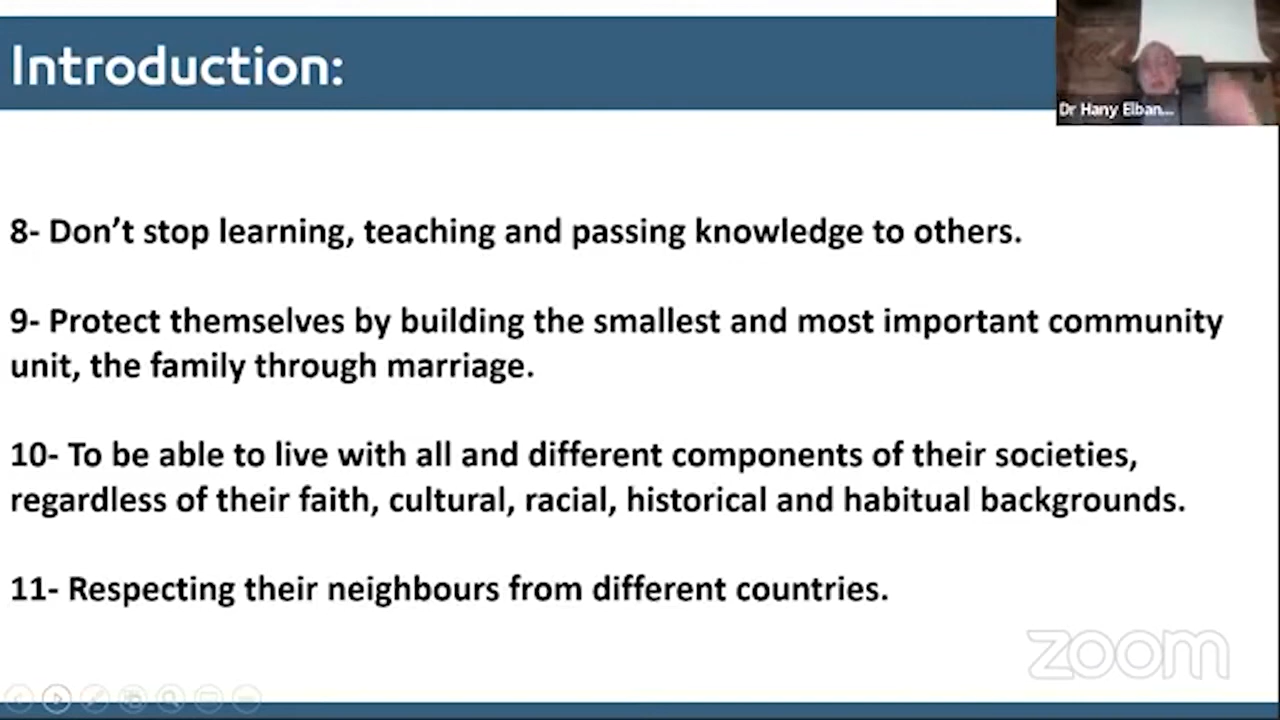 Introduction:
Dr Hany Elban...
8- Don’t stop learning, teaching and passing knowledge to others.
9- Protect themselves by building the smallest and most important community
unit, the family through marriage.
10- To be able to live with all and different components of their societies,
regardless of their faith, cultural, racial, historical and habitual backgrounds.
11- Respecting their neighbours from different countries.
zoom